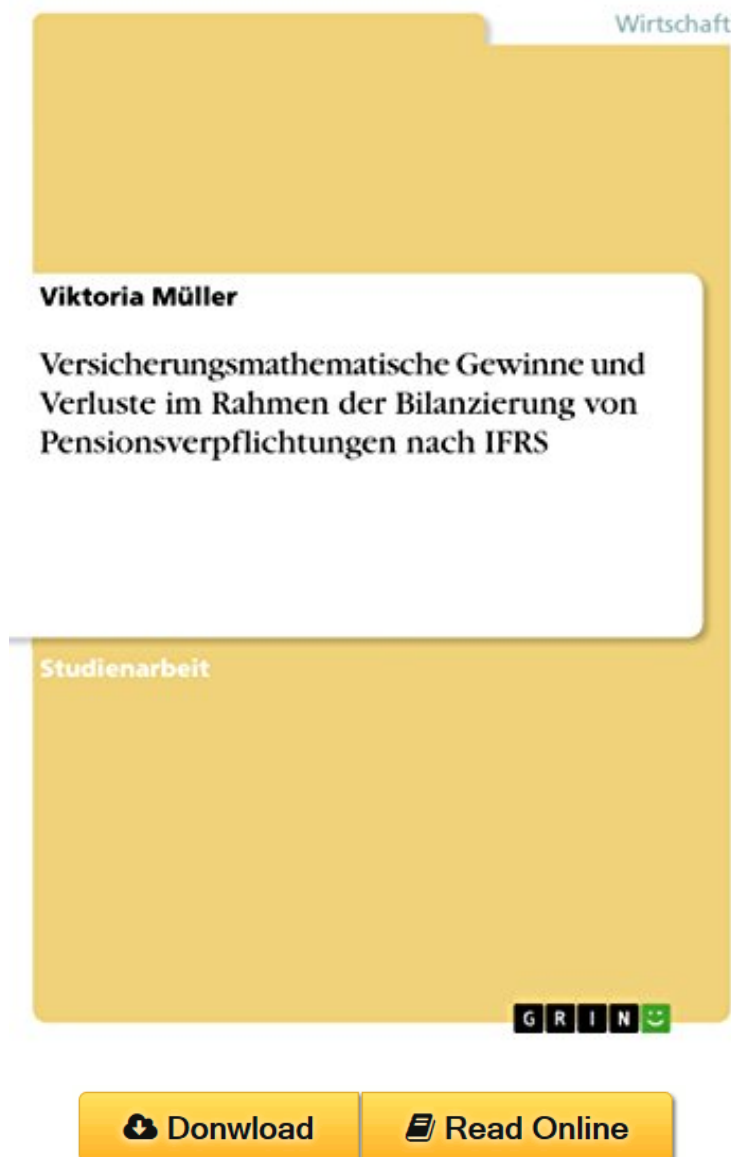 Wirtschaft
Viktoria Müller
Versicherungsmathematische Gewinne und
Verluste im Rahmen der Bilanzierung von
Pensionsverpflichtungen nach IFRS
Studienarbeit
GRIN
Donwload Read Online